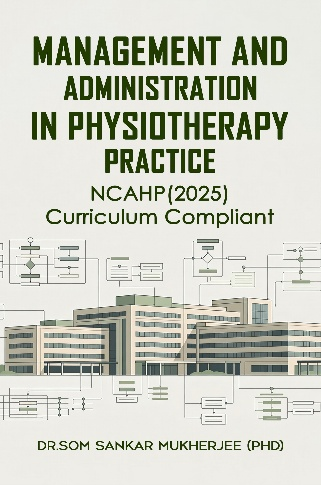 MANAGEMENT AND
ADMINISTRATION
IN PHYSIOTHERAPY
PRACTICE
NCAHP(2025)
Curriculum Compliant
DR.SOM SANKAR MUKHERJEE (PHD)